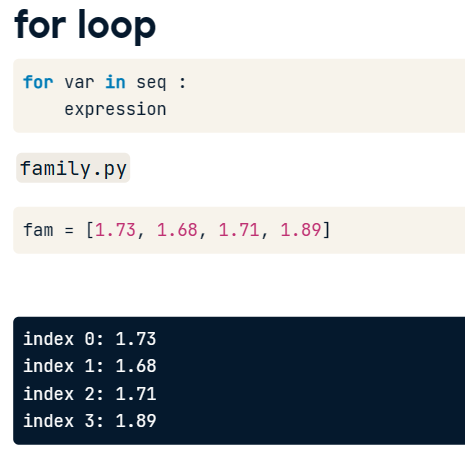 for loop
for var in seq :
    expression
family.py
fam = [1.73, 1.68, 1.71, 1.89]
index 0: 1.73
index 1: 1.68
index 2: 1.71
index 3: 1.89